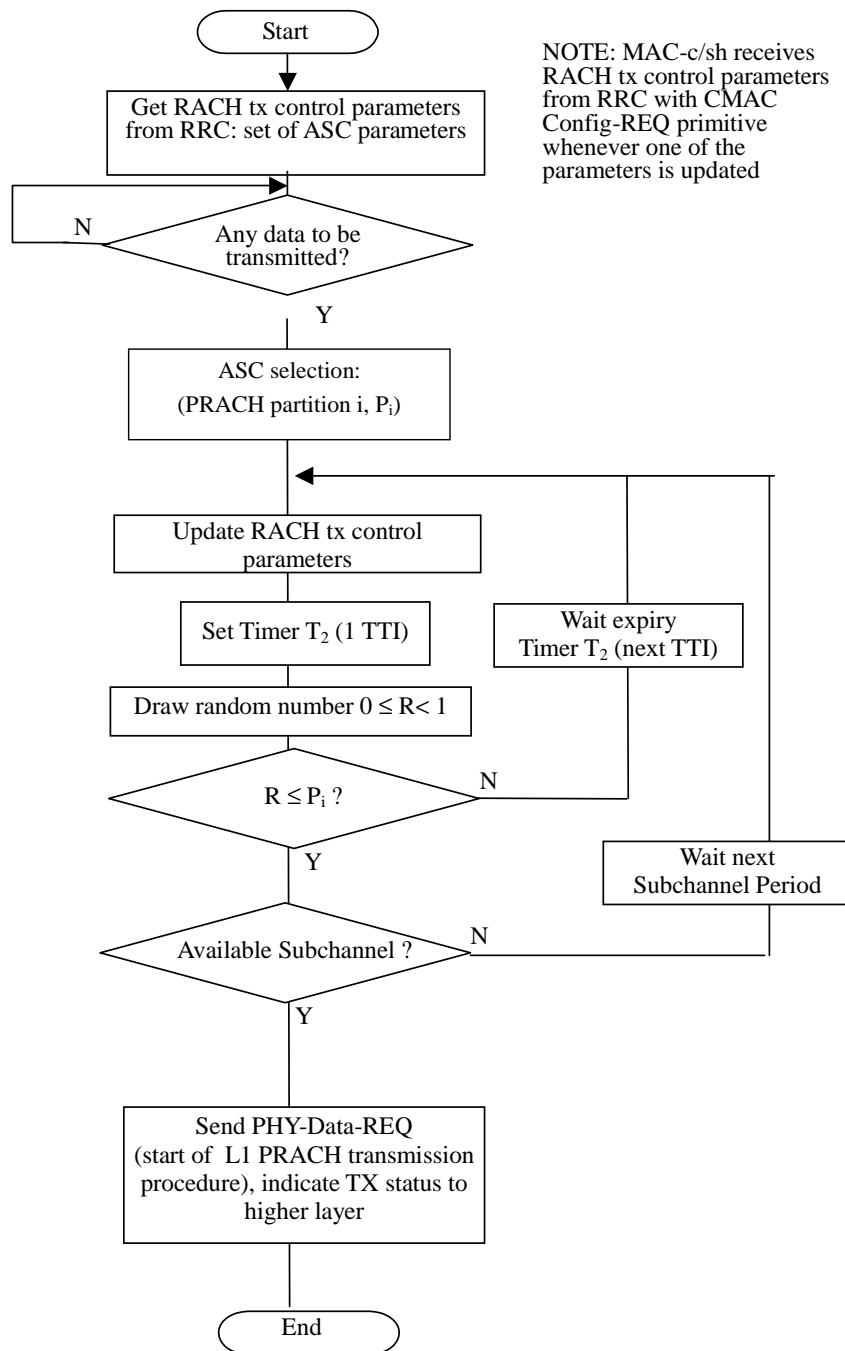 Start
NOTE: MAC-c/sh receives
RACH tx control parameters
from RRC with CMAC
Config-REQ primitive
whenever one of the
parameters is updated
Get RACH tx control parameters
from RRC: set of ASC parameters
N
Any data to be
transmitted?
Y
ASC selection:
(PRACH partition i, Pᵢ)
Update RACH tx control
parameters
Set Timer T₂ (1 TTI)
Wait expiry
Timer T₂ (next TTI)
Draw random number 0 ≤ R< 1
R ≤ Pᵢ ?
N
Y
Wait next
Subchannel Period
Available Subchannel ?
N
Y
Send PHY-Data-REQ
(start of L1 PRACH transmission
procedure), indicate TX status to
higher layer
End